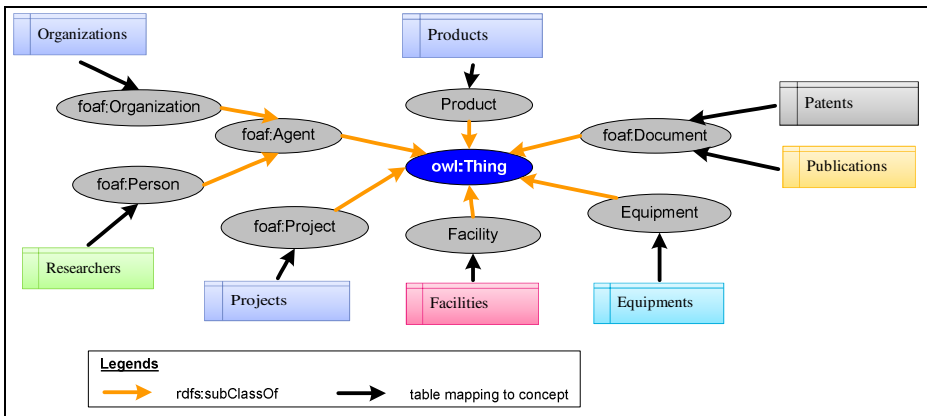 Organizations
Products
foaf:Organization
Product
Patents
foaf:Agent
foaf:Document
owl:Thing
Publications
foaf:Person
Equipment
foaf:Project
Facility
Researchers
Projects
Facilities
Equipments
Legends
rdfs:subClassOf
table mapping to concept